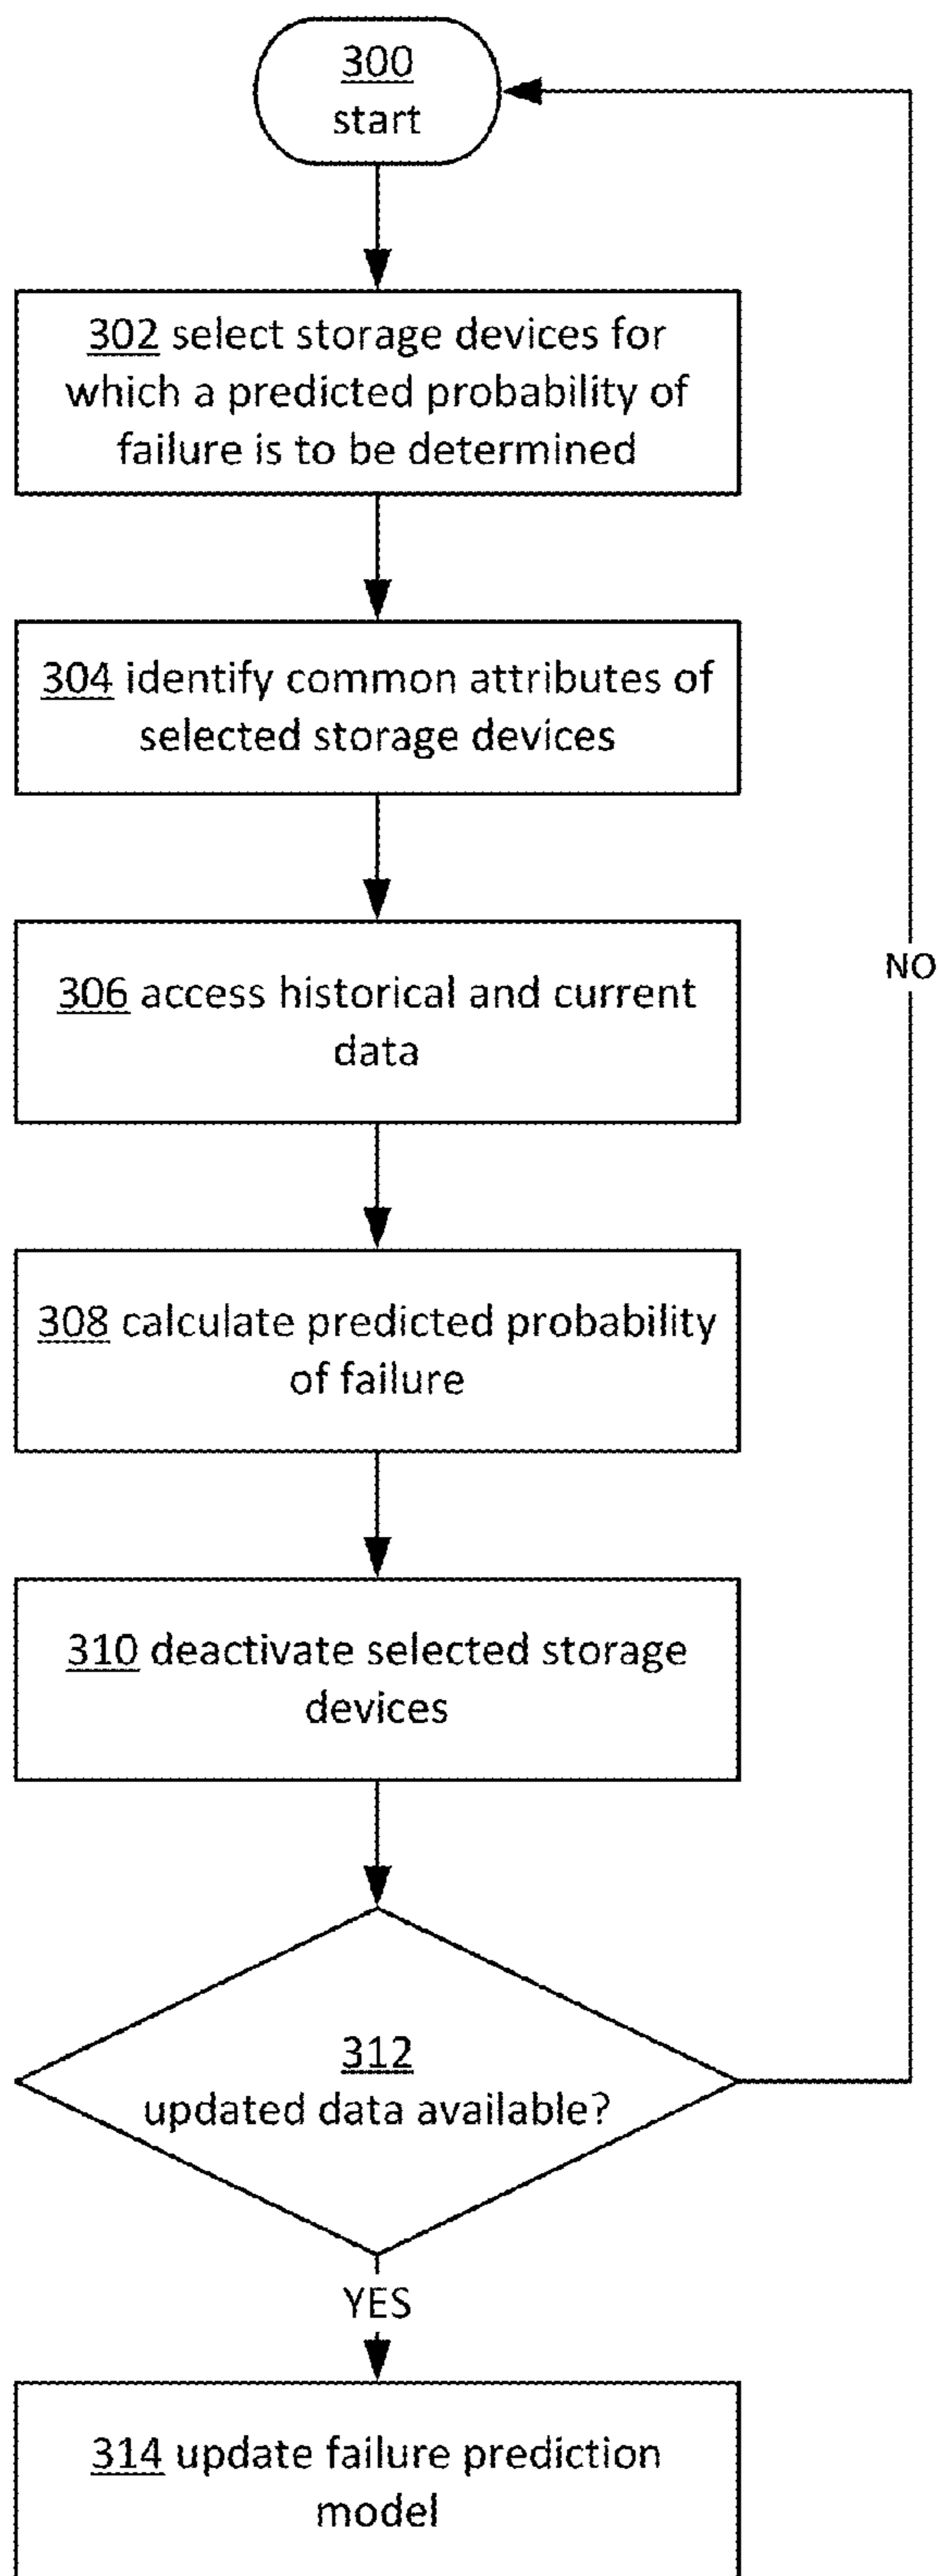 300
start
302 select storage devices for
which a predicted probability of
failure is to be determined
304 identify common attributes of
selected storage devices
306 access historical and current
data
NO
308 calculate predicted probability
of failure
310 deactivate selected storage
devices
312
updated data available?
YES
314 update failure prediction
model